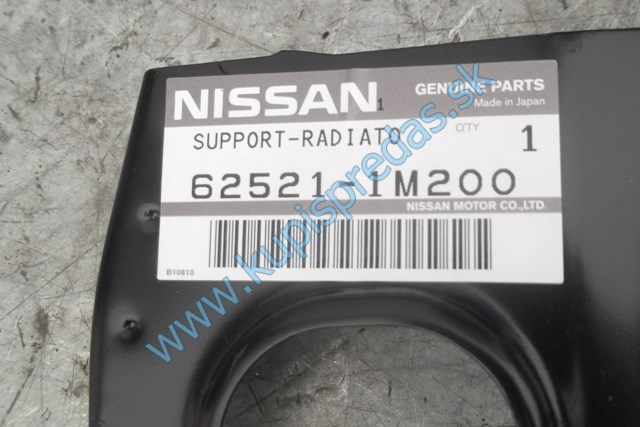 NISSAN
1
GENUINE PARTS
Made in Japan
SUPPORT-RADIATO
Q'TY 1
62521-1M200
NISSAN MOTOR CO.,LTD
B10810
www.kupispredas.sk